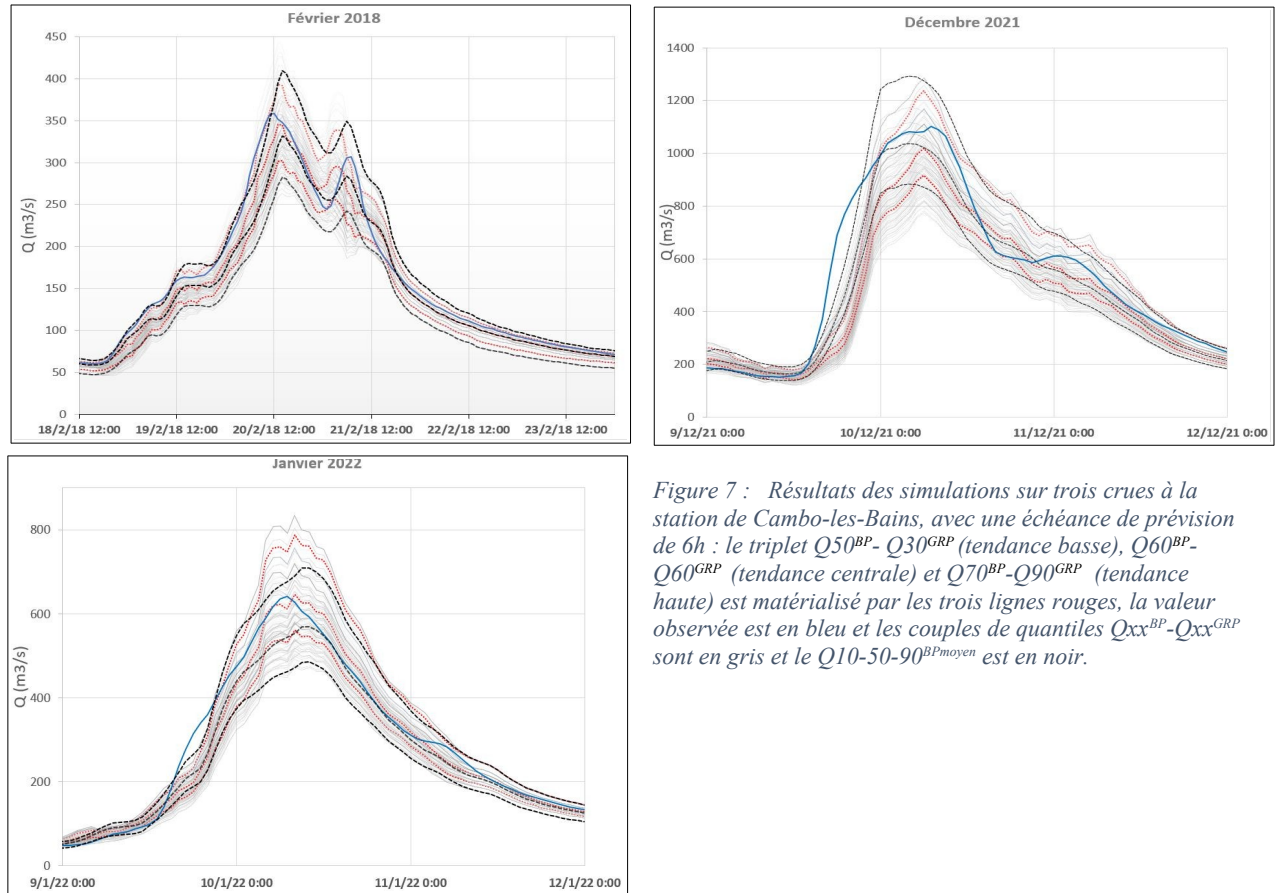 Février 2018
Q (m3/s)
450
400
350
300
250
200
150
100
50
0
18/2/18 12:00 19/2/18 12:00 20/2/18 12:00 21/2/18 12:00 22/2/18 12:00 23/2/18 12:00
Décembre 2021
Q (m3/s)
1400
1200
1000
800
600
400
200
0
9/12/21 0:00 10/12/21 0:00 11/12/21 0:00 12/12/21 0:00
Janvier 2022
Q (m3/s)
800
600
400
200
0
9/1/22 0:00 10/1/22 0:00 11/1/22 0:00 12/1/22 0:00
Figure 7 : Résultats des simulations sur trois crues à la
station de Cambo-les-Bains, avec une échéance de prévision
de 6h : le triplet Q50BP- Q30GRP (tendance basse), Q60BP-
Q60GRP (tendance centrale) et Q70BP-Q90GRP (tendance
haute) est matérialisé par les trois lignes rouges, la valeur
observée est en bleu et les couples de quantiles QxxBP-QxxGRP
sont en gris et le Q10-50-90BPmoyen est en noir.